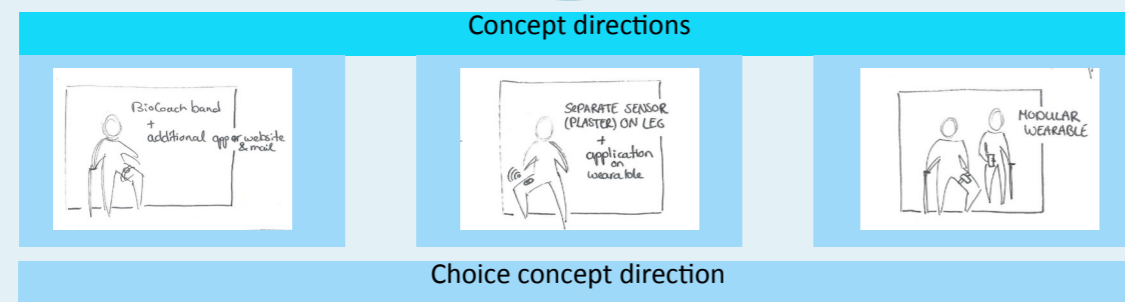 Concept directions
BioCoach band
+
additional app or website
& mail
SEPARATE SENSOR
(PLASTER) ON LEG
+
application
on
wearable
MODULAR
WEARABLE
Choice concept direction